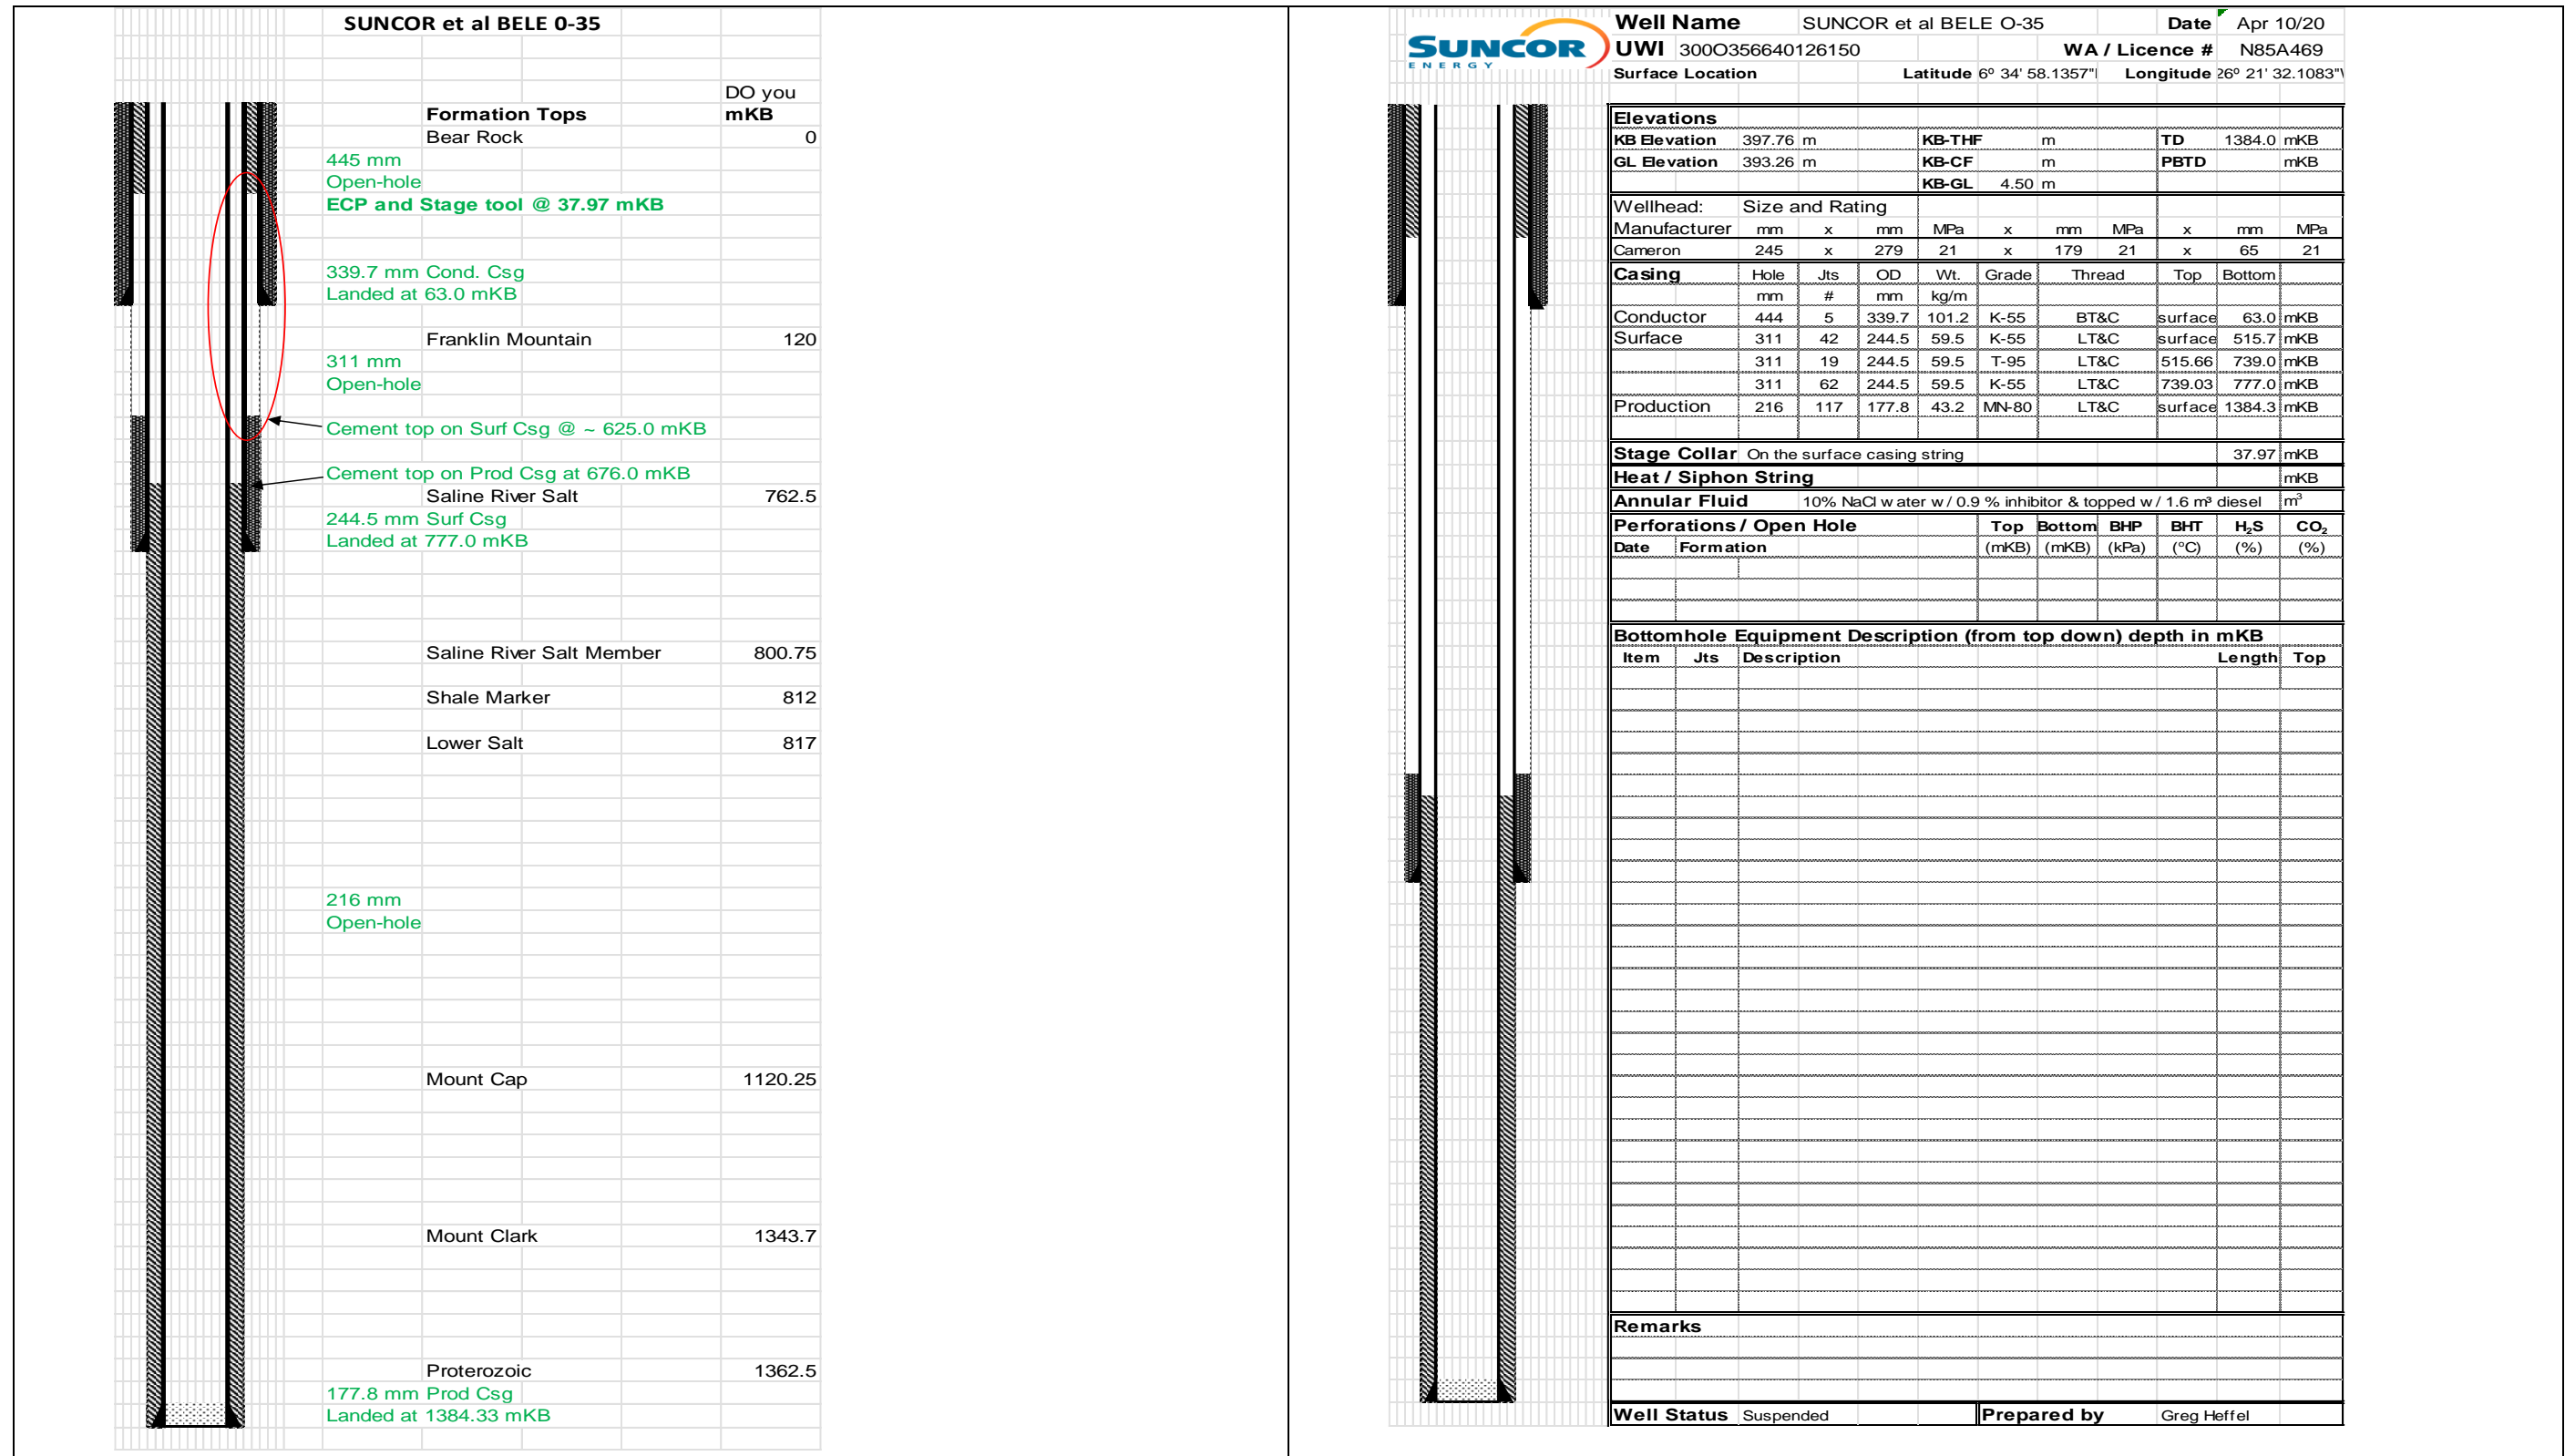 SUNCOR et al BELE 0-35
DO you
Formation Tops mKB
Bear Rock 0
445 mm
Open-hole
ECP and Stage tool @ 37.97 mKB
339.7 mm Cond. Csg
Landed at 63.0 mKB
Franklin Mountain 120
311 mm
Open-hole
Cement top on Surf Csg @ ~ 625.0 mKB
Cement top on Prod Csg at 676.0 mKB
Saline River Salt 762.5
244.5 mm Surf Csg
Landed at 777.0 mKB
Saline River Salt Member 800.75
Shale Marker 812
Lower Salt 817
216 mm
Open-hole
Mount Cap 1120.25
Mount Clark 1343.7
Proterozoic 1362.5
177.8 mm Prod Csg
Landed at 1384.33 mKB
SUNCOR
ENERGY
Well Name SUNCOR et al BELE O-35 Date Apr 10/20
UWI 300O356640126150 WA / Licence # N85A469
Surface Location Latitude 6º 34' 58.1357" Longitude 26º 21' 32.1083"
Elevations
KB Elevation 397.76 m KB-THF m TD 1384.0 mKB
GL Elevation 393.26 m KB-CF m PBTD mKB
KB-GL 4.50 m
Wellhead: Size and Rating
Manufacturer mm x mm MPa x mm MPa x mm MPa
Cameron 245 x 279 21 x 179 21 x 65 21
Casing Hole Jts OD Wt. Grade Thread Top Bottom
mm # mm kg/m
Conductor 444 5 339.7 101.2 K-55 BT&C surface 63.0 mKB
Surface 311 42 244.5 59.5 K-55 LT&C surface 515.7 mKB
311 19 244.5 59.5 T-95 LT&C 515.66 739.0 mKB
311 62 244.5 59.5 K-55 LT&C 739.03 777.0 mKB
Production 216 117 177.8 43.2 MN-80 LT&C surface 1384.3 mKB
Stage Collar On the surface casing string 37.97 mKB
Heat / Siphon String mKB
Annular Fluid 10% NaCl water w/ 0.9 % inhibitor & topped w/ 1.6 m³ diesel m³
Perforations / Open Hole Top Bottom BHP BHT H₂S CO₂
Date Formation (mKB) (mKB) (kPa) (ºC) (%) (%)
Bottomhole Equipment Description (from top down) depth in mKB
Item Jts Description Length Top
Remarks
Well Status Suspended Prepared by Greg Heffel